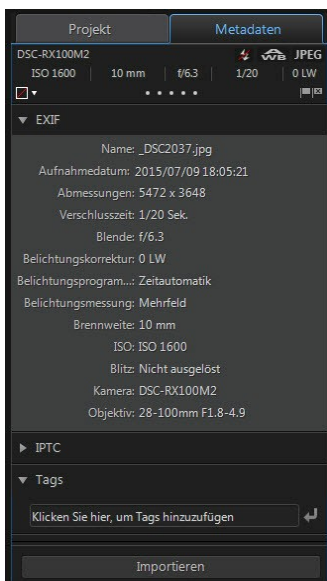 Projekt Metadaten
DSC-RX100M2 WB JPEG
ISO 1600 10 mm f/6.3 1/20 0 LW
EXIF
Name: _DSC2037.jpg
Aufnahmedatum: 2015/07/09 18:05:21
Abmessungen: 5472 x 3648
Verschlusszeit: 1/20 Sek.
Blende: f/6.3
Belichtungskorrektur: 0 LW
Belichtungsprogram...: Zeitautomatik
Belichtungsmessung: Mehrfeld
Brennweite: 10 mm
ISO: ISO 1600
Blitz: Nicht ausgelöst
Kamera: DSC-RX100M2
Objektiv: 28-100mm F1.8-4.9
IPTC
Tags
Klicken Sie hier, um Tags hinzuzufügen
Importieren